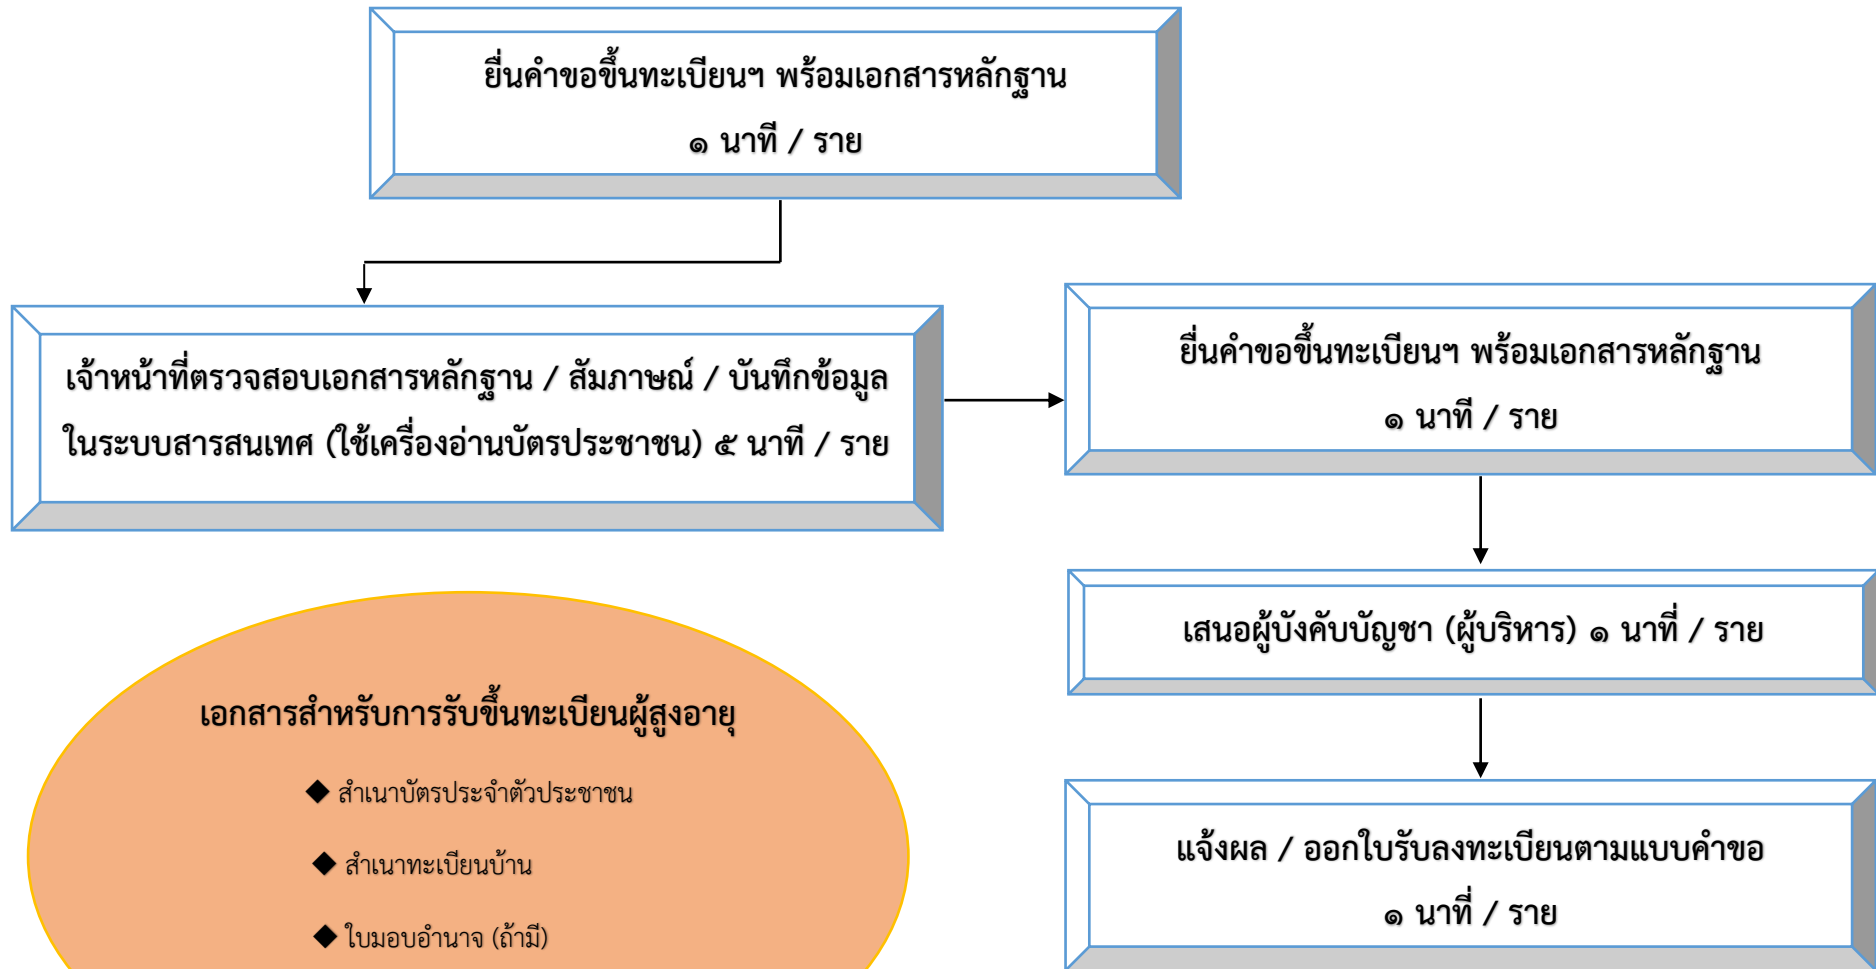 ยื่นคำขอขึ้นทะเบียนฯ พร้อมเอกสารหลักฐาน
๑ นาที / ราย
เจ้าหน้าที่ตรวจสอบเอกสารหลักฐาน / สัมภาษณ์ / บันทึกข้อมูล
ในระบบสารสนเทศ (ใช้เครื่องอ่านบัตรประชาชน) ๕ นาที / ราย
ยื่นคำขอขึ้นทะเบียนฯ พร้อมเอกสารหลักฐาน
๑ นาที / ราย
เสนอผู้บังคับบัญชา (ผู้บริหาร) ๑ นาที่ / ราย
แจ้งผล / ออกใบรับลงทะเบียนตามแบบคำขอ
๑ นาที่ / ราย
เอกสารสำหรับการรับขึ้นทะเบียนผู้สูงอายุ
◆ สำเนาบัตรประจำตัวประชาชน
◆ สำเนาทะเบียนบ้าน
◆ ใบมอบอำนาจ (ถ้ามี)